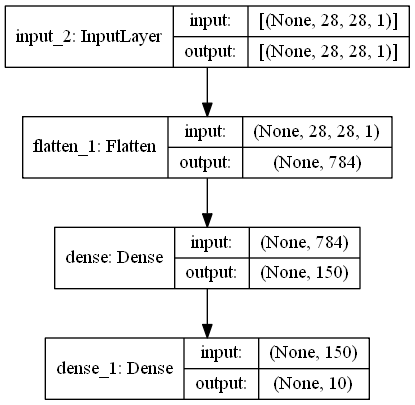 input_2: InputLayer
input: [(None, 28, 28, 1)]
output: [(None, 28, 28, 1)]
flatten_1: Flatten
input: (None, 28, 28, 1)
output: (None, 784)
dense: Dense
input: (None, 784)
output: (None, 150)
dense_1: Dense
input: (None, 150)
output: (None, 10)